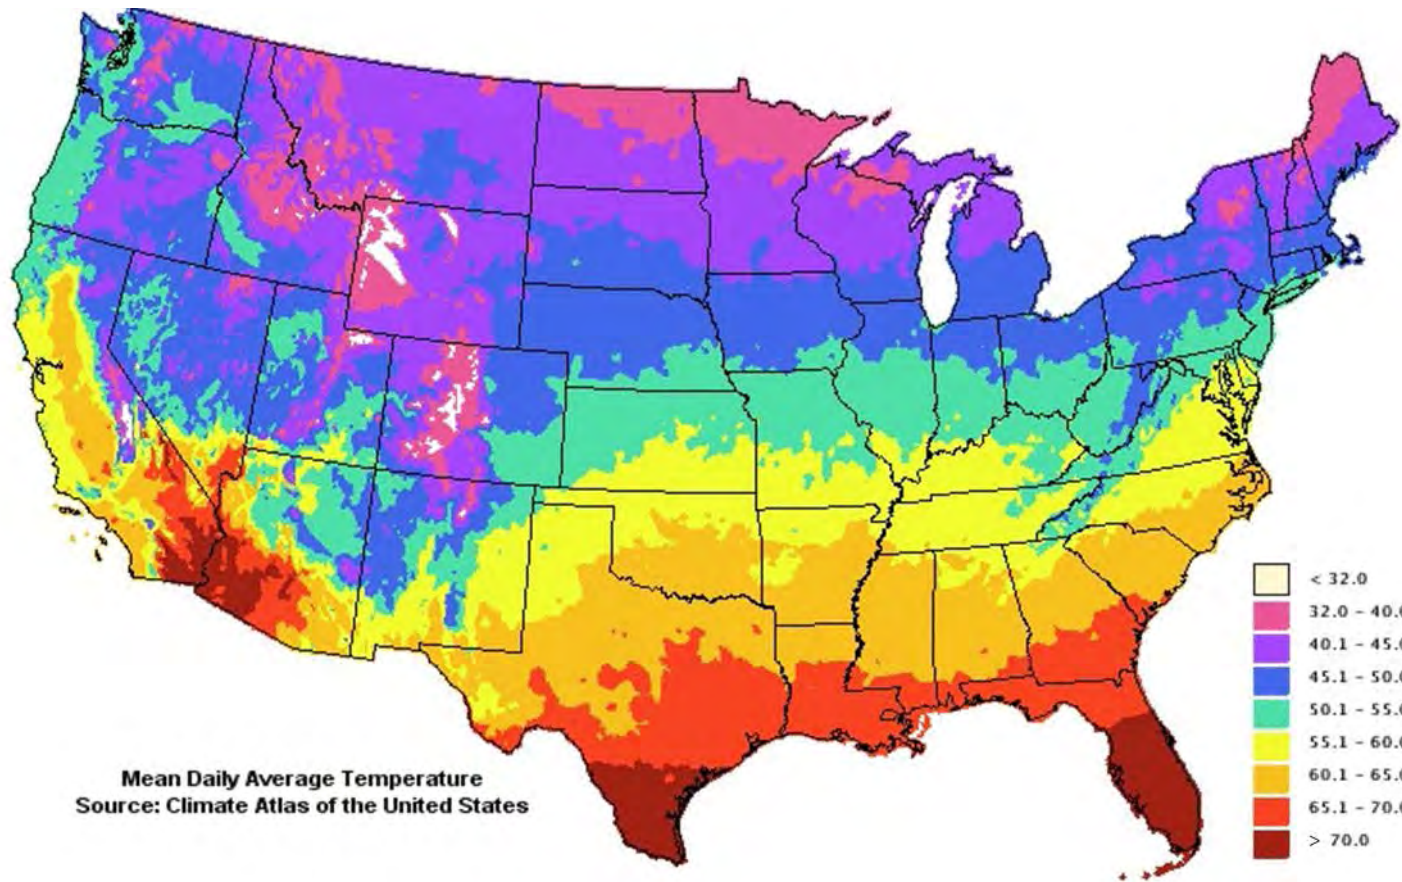 Mean Daily Average Temperature
Source: Climate Atlas of the United States
< 32.0
32.0 - 40.
40.1 - 45.
45.1 - 50.
50.1 - 55.
55.1 - 60.
60.1 - 65.
65.1 - 70.
> 70.0